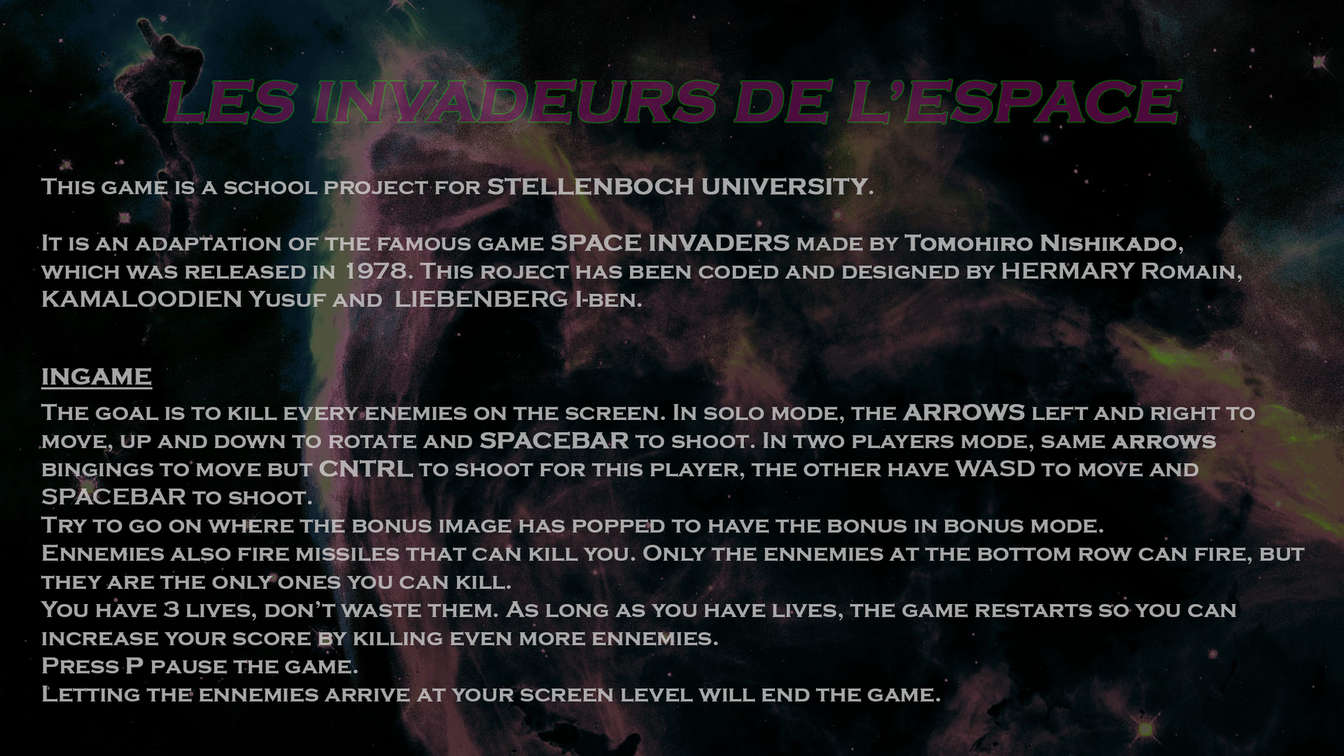 LES INVADEURS DE L'ESPACE
THIS GAME IS A SCHOOL PROJECT FOR STELLENBOCH UNIVERSITY.
IT IS AN ADAPTATION OF THE FAMOUS GAME SPACE INVADERS MADE BY TOMOHIRO NISHIKADO,
WHICH WAS RELEASED IN 1978. THIS ROJECT HAS BEEN CODED AND DESIGNED BY HERMARY ROMAIN,
KAMALOODIEN YUSUF AND LIEBENBERG I-BEN.
INGAME
THE GOAL IS TO KILL EVERY ENEMIES ON THE SCREEN. IN SOLO MODE, THE ARROWS LEFT AND RIGHT TO
MOVE, UP AND DOWN TO ROTATE AND SPACEBAR TO SHOOT. IN TWO PLAYERS MODE, SAME ARROWS
BINGINGS TO MOVE BUT CNTRL TO SHOOT FOR THIS PLAYER, THE OTHER HAVE WASD TO MOVE AND
SPACEBAR TO SHOOT.
TRY TO GO ON WHERE THE BONUS IMAGE HAS POPPED TO HAVE THE BONUS IN BONUS MODE.
ENNEMIES ALSO FIRE MISSILES THAT CAN KILL YOU. ONLY THE ENNEMIES AT THE BOTTOM ROW CAN FIRE, BUT
THEY ARE THE ONLY ONES YOU CAN KILL.
YOU HAVE 3 LIVES, DON'T WASTE THEM. AS LONG AS YOU HAVE LIVES, THE GAME RESTARTS SO YOU CAN
INCREASE YOUR SCORE BY KILLING EVEN MORE ENNEMIES.
PRESS P PAUSE THE GAME.
LETTING THE ENNEMIES ARRIVE AT YOUR SCREEN LEVEL WILL END THE GAME.